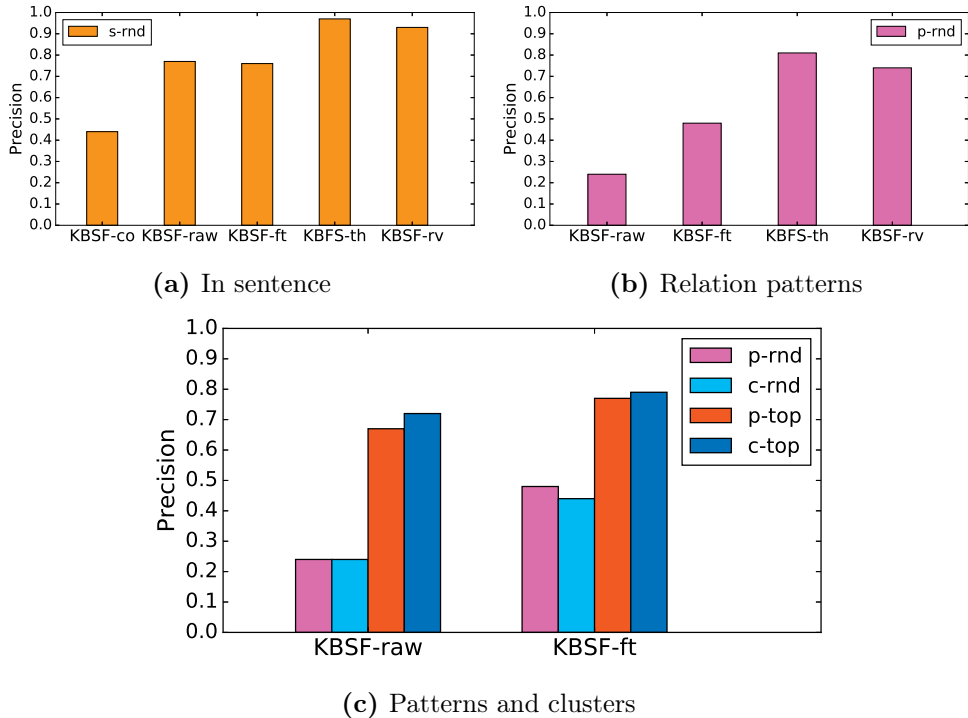 1.0
0.9
0.8
0.7
0.6
0.5
0.4
0.3
0.2
0.1
0.0
Precision
s-rnd
KBSF-co KBSF-raw KBSF-ft KBFS-th KBSF-rv
(a) In sentence
1.0
0.9
0.8
0.7
0.6
0.5
0.4
0.3
0.2
0.1
0.0
Precision
p-rnd
KBSF-raw KBSF-ft KBFS-th KBSF-rv
(b) Relation patterns
1.0
0.9
0.8
0.7
0.6
0.5
0.4
0.3
0.2
0.1
0.0
Precision
p-rnd
c-rnd
p-top
c-top
KBSF-raw KBSF-ft
(c) Patterns and clusters